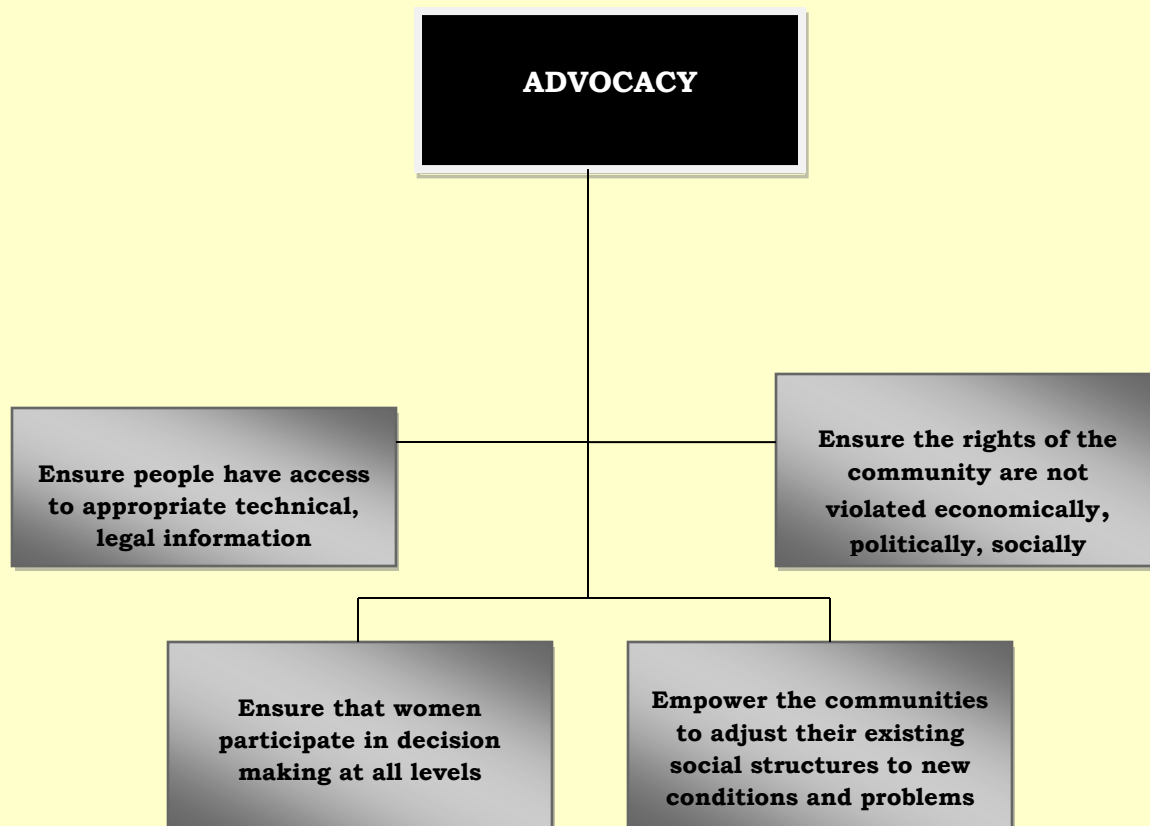 ADVOCACY
Ensure people have access
to appropriate technical,
legal information
Ensure the rights of the
community are not
violated economically,
politically, socially
Ensure that women
participate in decision
making at all levels
Empower the communities
to adjust their existing
social structures to new
conditions and problems